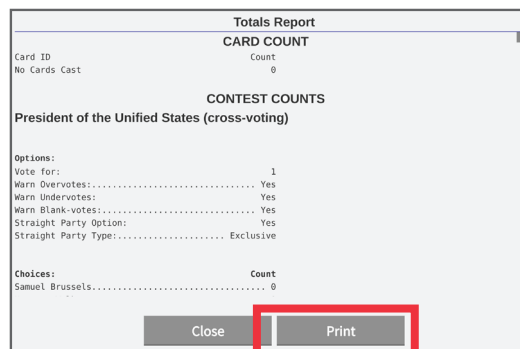 Totals Report
CARD COUNT
Card ID Count
No Cards Cast 0
CONTEST COUNTS
President of the Unified States (cross-voting)
Options:
Vote for: 1
Warn Overvotes:................................ Yes
Warn Undervotes: Yes
Warn Blank-votes:.............................. Yes
Straight Party Option: Yes
Straight Party Type:..................... Exclusive
Choices: Count
Samuel Brussels.................................. 0
Close Print